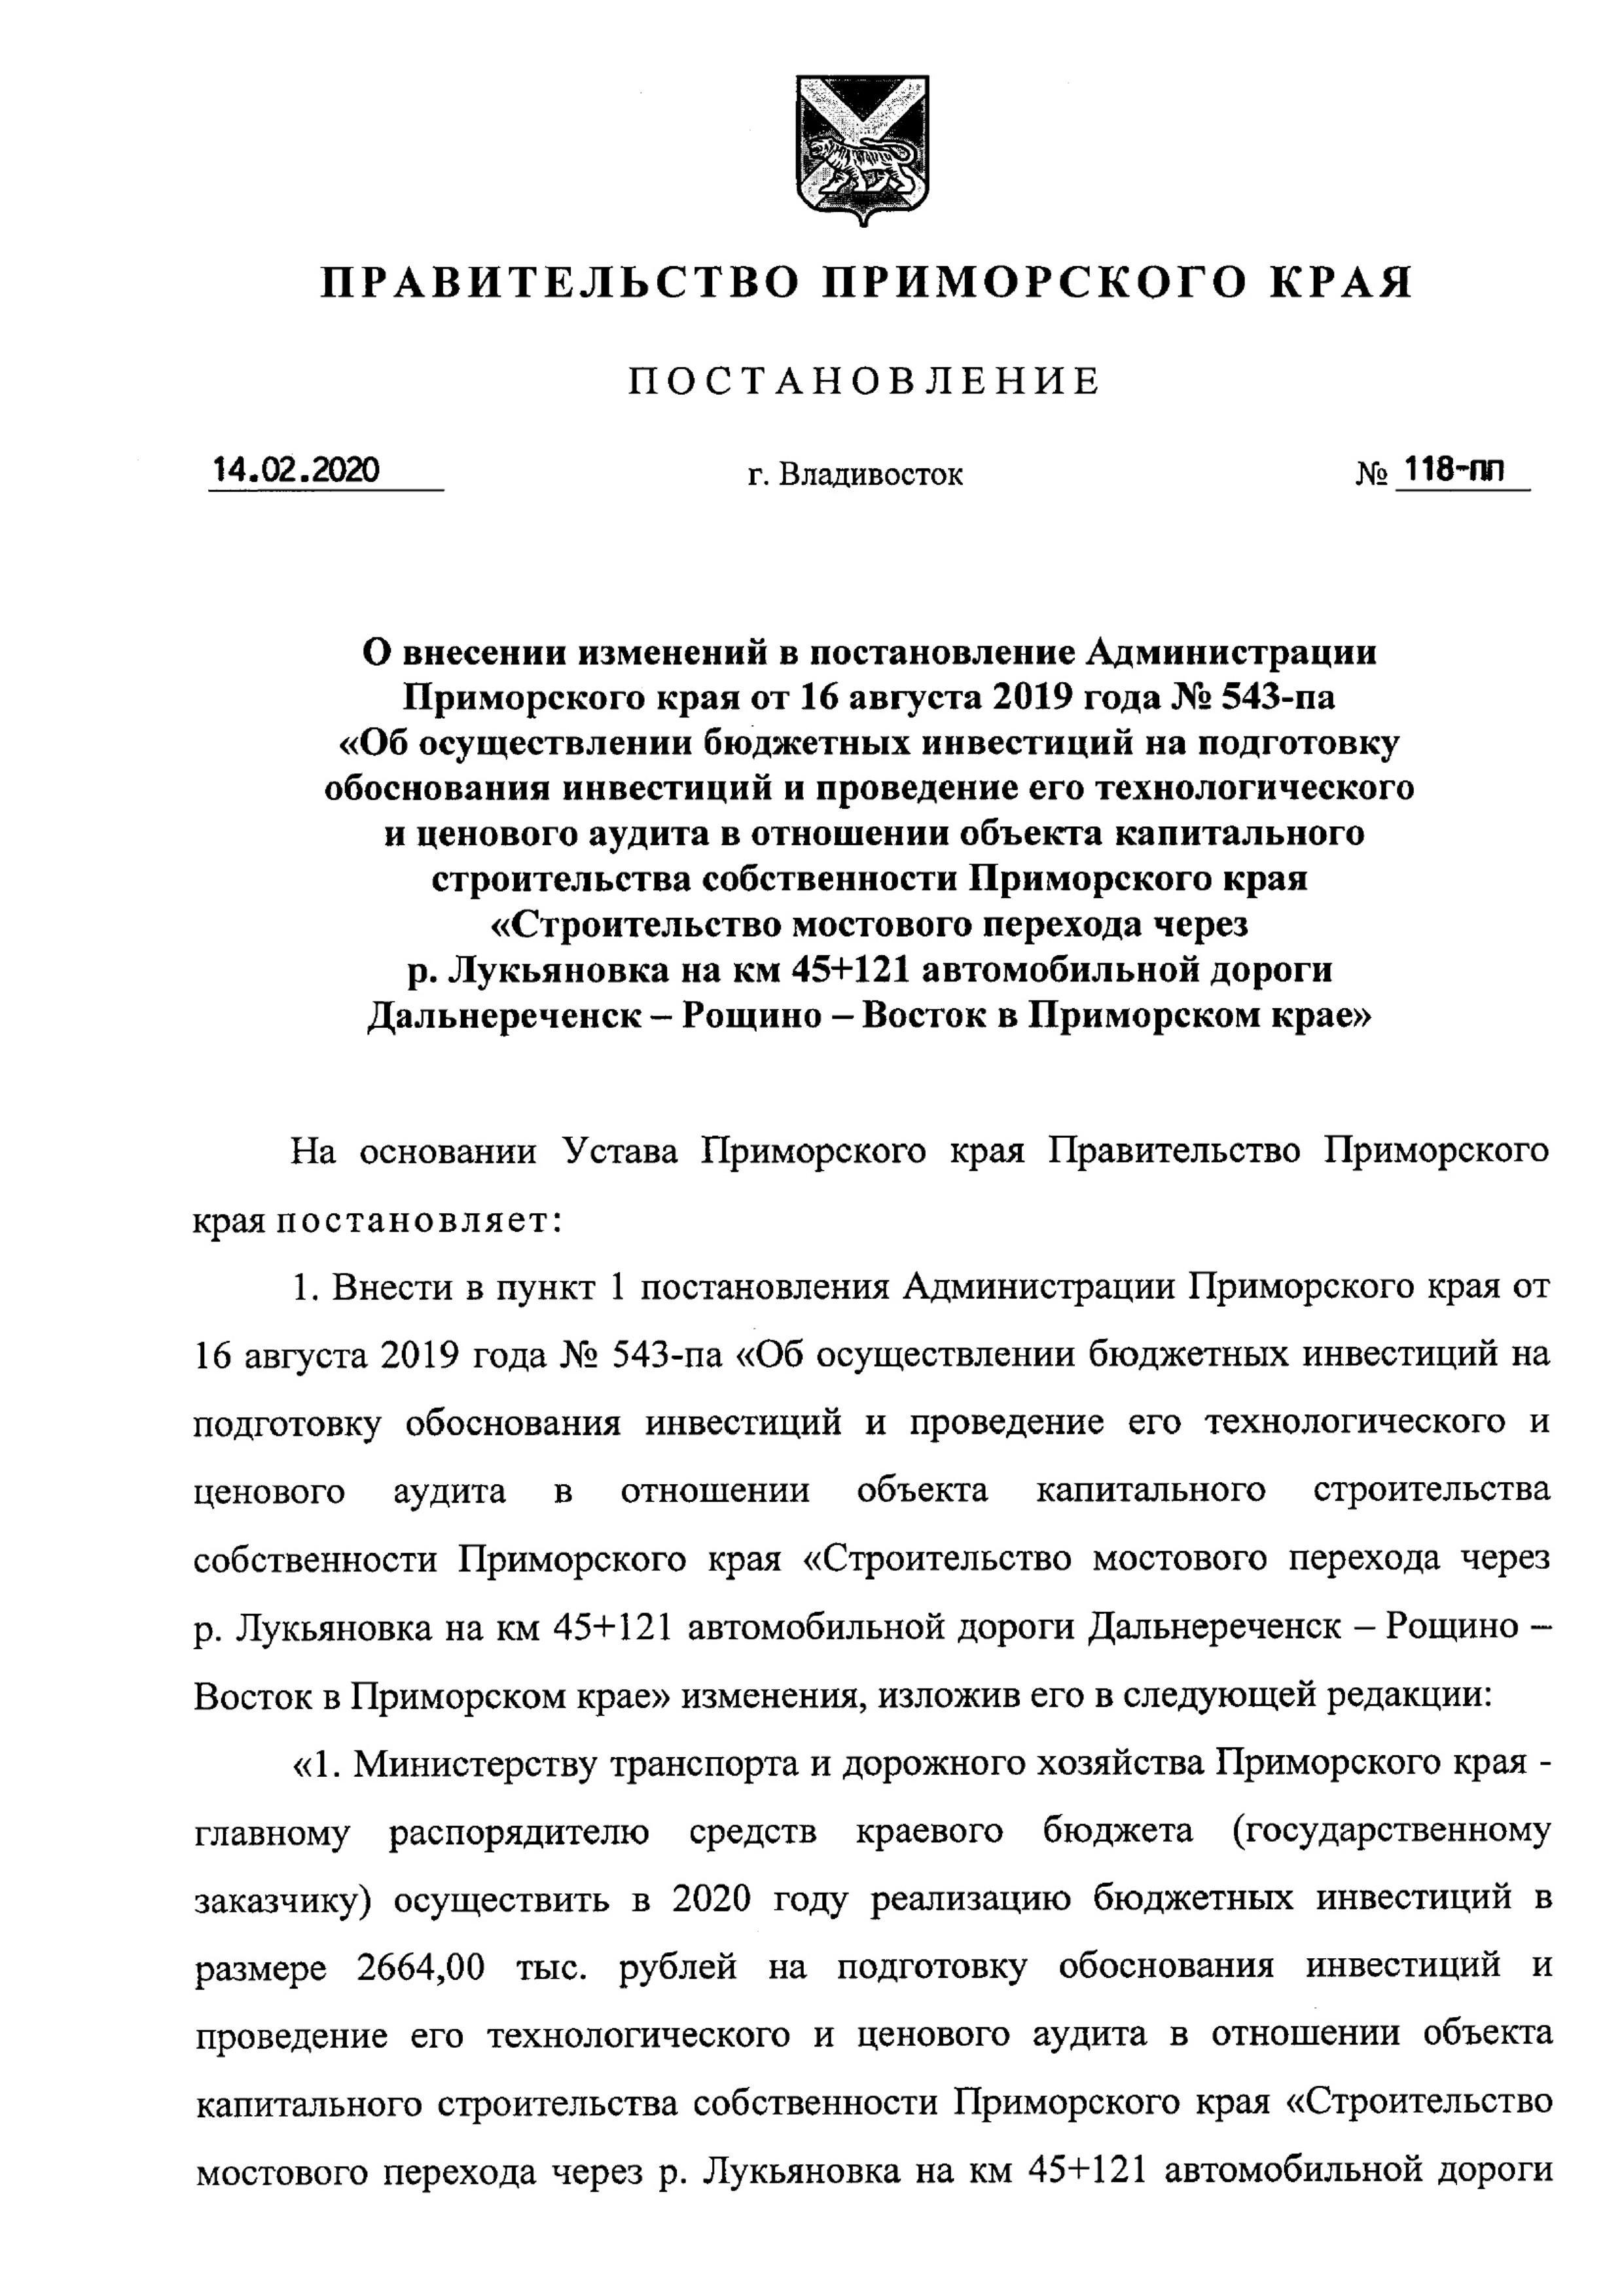 ПРАВИТЕЛЬСТВО ПРИМОРСКОГО КРАЯ
ПОСТАНОВЛЕНИЕ
14.02.2020 г. Владивосток № 118-пп
О внесении изменений в постановление Администрации
Приморского края от 16 августа 2019 года № 543-па
«Об осуществлении бюджетных инвестиций на подготовку
обоснования инвестиций и проведение его технологического
и ценового аудита в отношении объекта капитального
строительства собственности Приморского края
«Строительство мостового перехода через
р. Лукьяновка на км 45+121 автомобильной дороги
Дальнереченск – Рощино – Восток в Приморском крае»
На основании Устава Приморского края Правительство Приморского
края постановляет:
1. Внести в пункт 1 постановления Администрации Приморского края от
16 августа 2019 года № 543-па «Об осуществлении бюджетных инвестиций на
подготовку обоснования инвестиций и проведение его технологического и
ценового аудита в отношении объекта капитального строительства
собственности Приморского края «Строительство мостового перехода через
р. Лукьяновка на км 45+121 автомобильной дороги Дальнереченск – Рощино –
Восток в Приморском крае» изменения, изложив его в следующей редакции:
«1. Министерству транспорта и дорожного хозяйства Приморского края -
главному распорядителю средств краевого бюджета (государственному
заказчику) осуществить в 2020 году реализацию бюджетных инвестиций в
размере 2664,00 тыс. рублей на подготовку обоснования инвестиций и
проведение его технологического и ценового аудита в отношении объекта
капитального строительства собственности Приморского края «Строительство
мостового перехода через р. Лукьяновка на км 45+121 автомобильной дороги